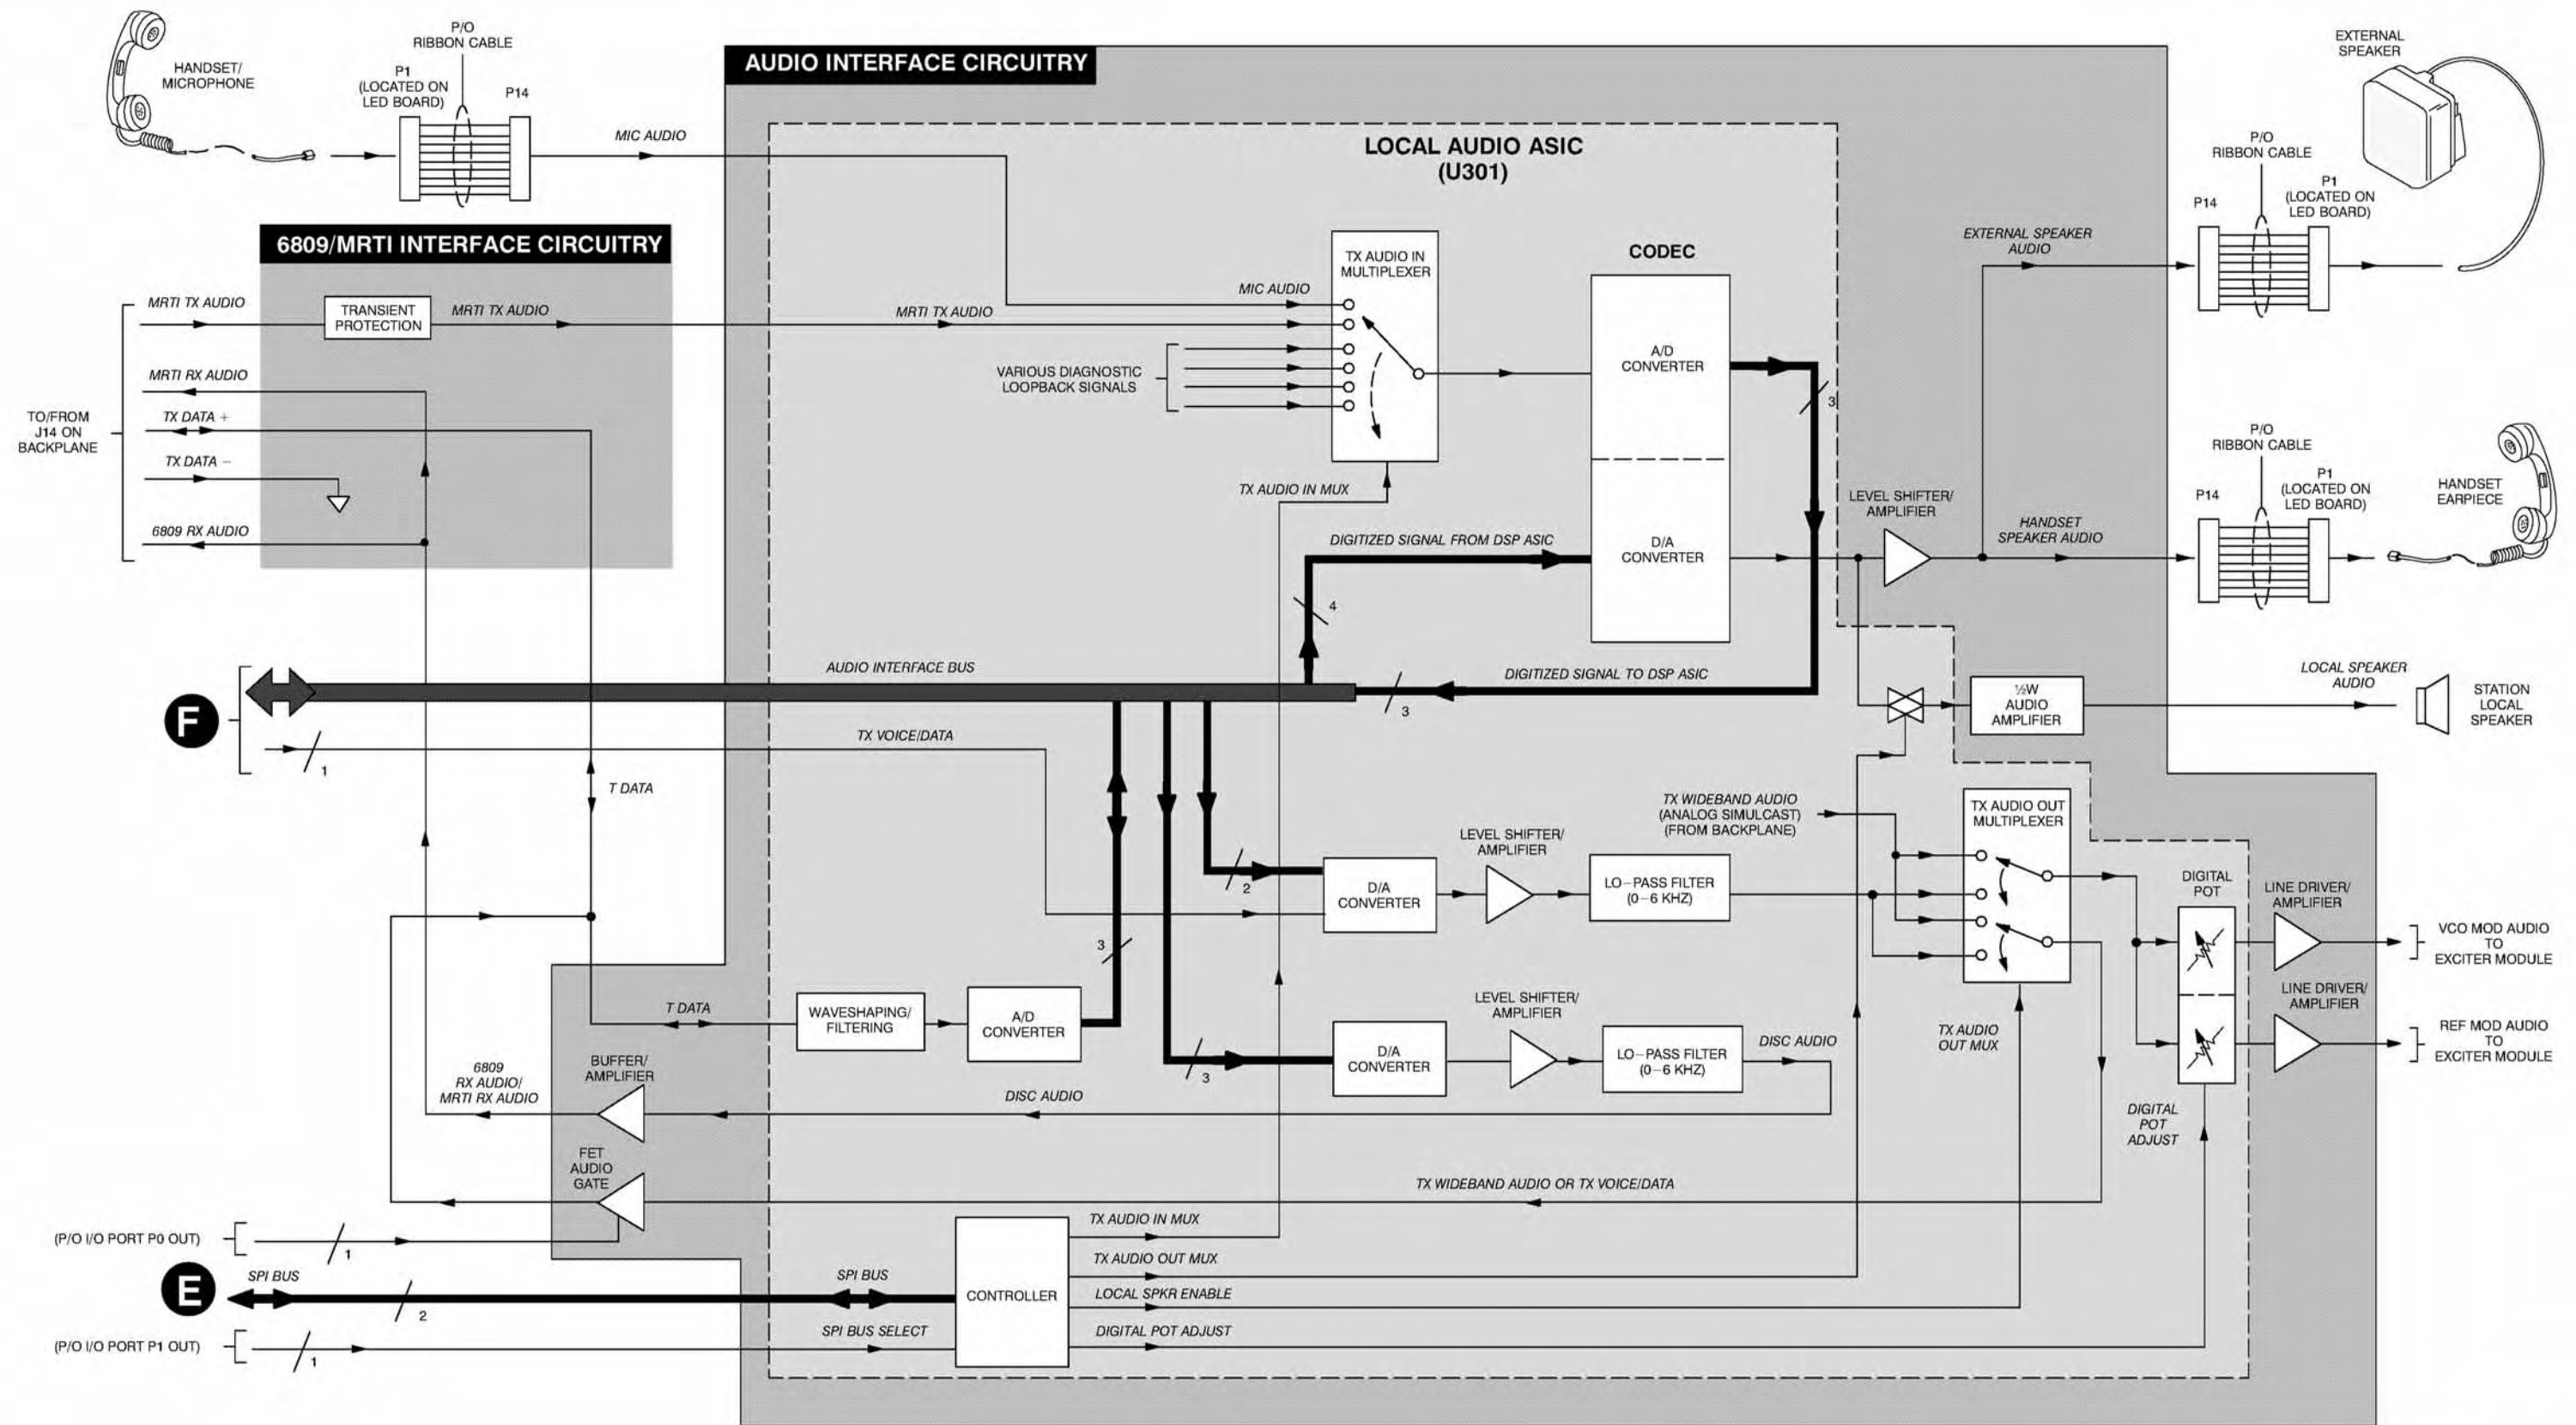 P/O
RIBBON CABLE
HANDSET/
MICROPHONE
P1
(LOCATED ON
LED BOARD)
P14
MIC AUDIO
AUDIO INTERFACE CIRCUITRY
LOCAL AUDIO ASIC
(U301)
EXTERNAL
SPEAKER
P/O
RIBBON CABLE
P14
P1
(LOCATED ON
LED BOARD)
EXTERNAL SPEAKER
AUDIO
6809/MRTI INTERFACE CIRCUITRY
MRTI TX AUDIO
TRANSIENT
PROTECTION
MRTI TX AUDIO
MRTI TX AUDIO
MIC AUDIO
TX AUDIO IN
MULTIPLEXER
CODEC
VARIOUS DIAGNOSTIC
LOOPBACK SIGNALS
A/D
CONVERTER
3
MRTI RX AUDIO
TX DATA +
TO/FROM
J14 ON
BACKPLANE
TX DATA –
6809 RX AUDIO
TX AUDIO IN MUX
DIGITIZED SIGNAL FROM DSP ASIC
D/A
CONVERTER
4
LEVEL SHIFTER/
AMPLIFIER
HANDSET
SPEAKER AUDIO
P/O
RIBBON CABLE
P14
P1
(LOCATED ON
LED BOARD)
HANDSET
EARPIECE
F
AUDIO INTERFACE BUS
DIGITIZED SIGNAL TO DSP ASIC
3
½W
AUDIO
AMPLIFIER
LOCAL SPEAKER
AUDIO
STATION
LOCAL
SPEAKER
1
TX VOICE/DATA
T DATA
2
D/A
CONVERTER
LEVEL SHIFTER/
AMPLIFIER
LO–PASS FILTER
(0–6 KHZ)
TX WIDEBAND AUDIO
(ANALOG SIMULCAST)
(FROM BACKPLANE)
TX AUDIO OUT
MULTIPLEXER
DIGITAL
POT
LINE DRIVER/
AMPLIFIER
VCO MOD AUDIO
TO
EXCITER MODULE
LINE DRIVER/
AMPLIFIER
REF MOD AUDIO
TO
EXCITER MODULE
3
T DATA
WAVESHAPING/
FILTERING
A/D
CONVERTER
3
D/A
CONVERTER
LEVEL SHIFTER/
AMPLIFIER
LO–PASS FILTER
(0–6 KHZ)
DISC AUDIO
TX AUDIO
OUT MUX
6809
RX AUDIO/
MRTI RX AUDIO
BUFFER/
AMPLIFIER
DISC AUDIO
DIGITAL
POT
ADJUST
FET
AUDIO
GATE
TX WIDEBAND AUDIO OR TX VOICE/DATA
(P/O I/O PORT P0 OUT)
1
E
SPI BUS
2
SPI BUS
CONTROLLER
TX AUDIO IN MUX
TX AUDIO OUT MUX
LOCAL SPKR ENABLE
DIGITAL POT ADJUST
(P/O I/O PORT P1 OUT)
1
SPI BUS SELECT